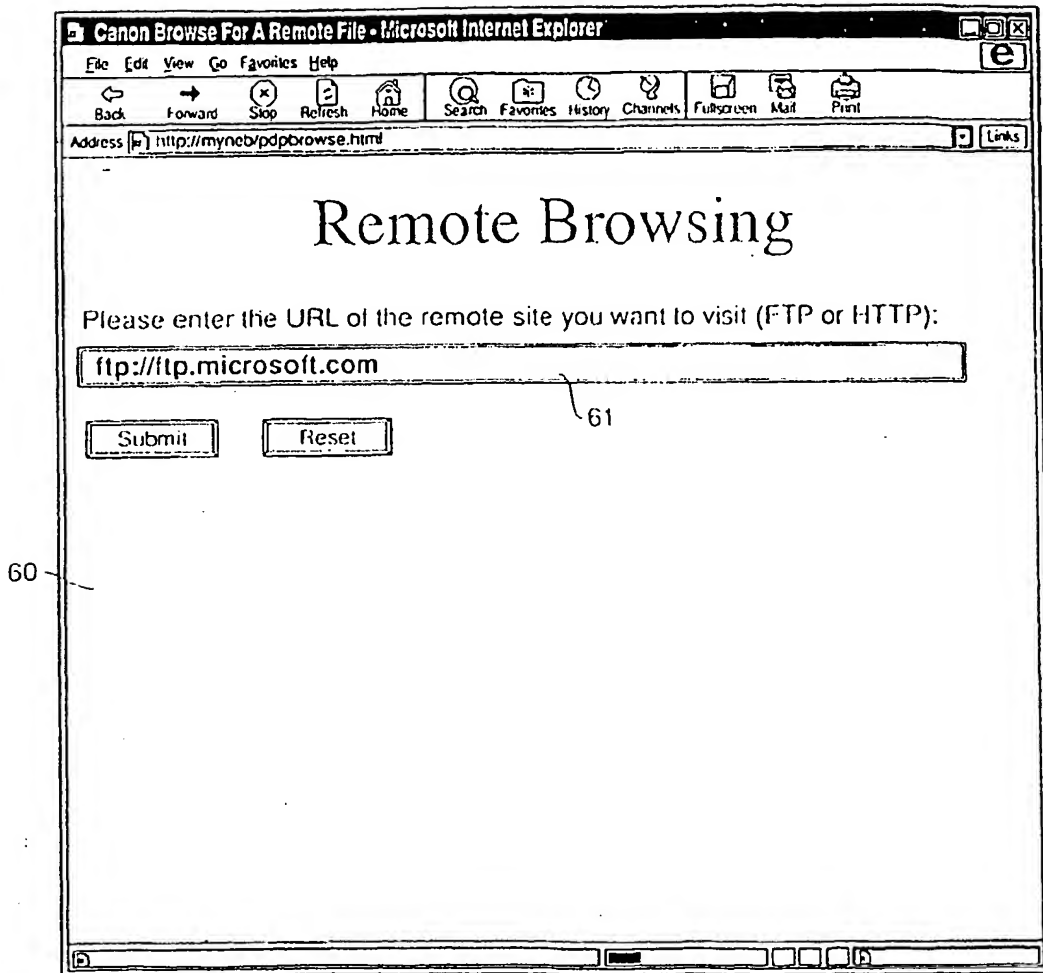 Canon Browse For A Remote File - Microsoft Internet Explorer
File Edit View Go Favorites Help
e
Back Forward Stop Refresh Home Search Favorites History Channels Fullscreen Mail Print
Address http://myneb/pdpbrowse.html Links
Remote Browsing
Please enter the URL of the remote site you want to visit (FTP or HTTP):
ftp://ftp.microsoft.com
61
Submit Reset
60